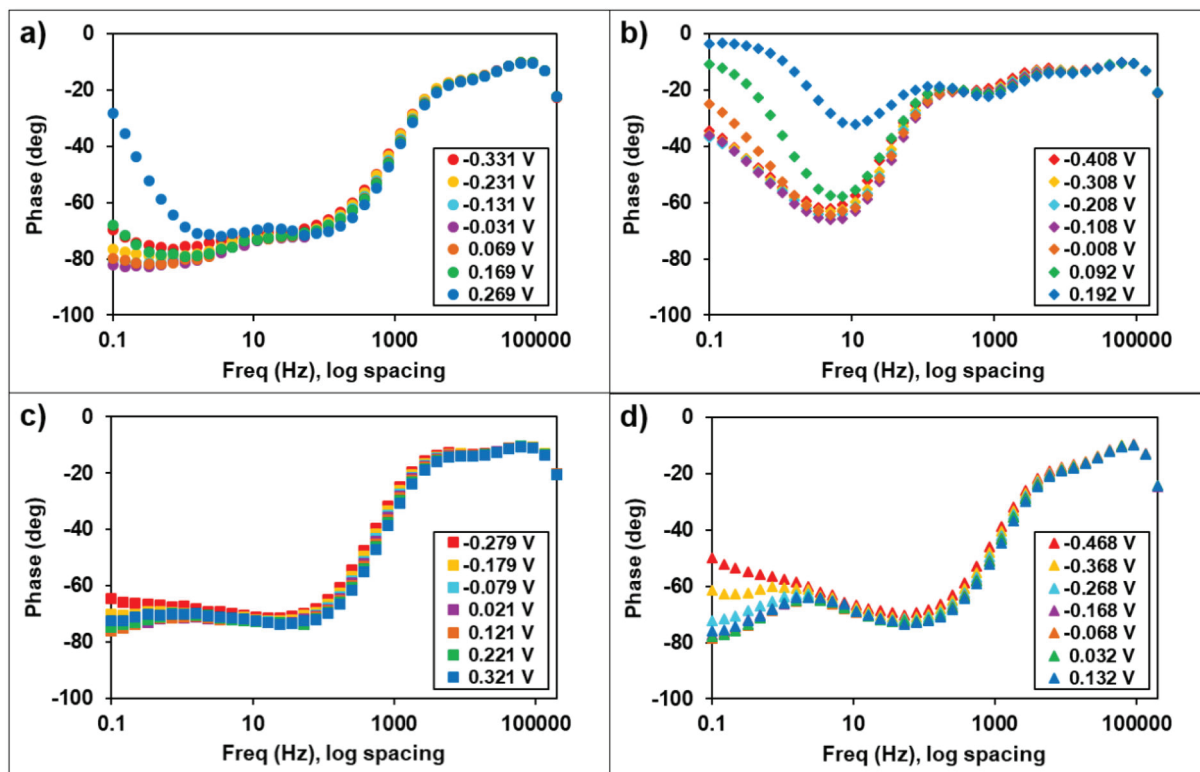 a)
0
-20
-40
-60
-80
-100
Phase (deg)
-0.331 V
-0.231 V
-0.131 V
-0.031 V
0.069 V
0.169 V
0.269 V
0.1
10
1000
100000
Freq (Hz), log spacing
b)
0
-20
-40
-60
-80
-100
Phase (deg)
-0.408 V
-0.308 V
-0.208 V
-0.108 V
-0.008 V
0.092 V
0.192 V
0.1
10
1000
100000
Freq (Hz), log spacing
c)
0
-20
-40
-60
-80
-100
Phase (deg)
-0.279 V
-0.179 V
-0.079 V
0.021 V
0.121 V
0.221 V
0.321 V
0.1
10
1000
100000
Freq (Hz), log spacing
d)
0
-20
-40
-60
-80
-100
Phase (deg)
-0.468 V
-0.368 V
-0.268 V
-0.168 V
-0.068 V
0.032 V
0.132 V
0.1
10
1000
100000
Freq (Hz), log spacing